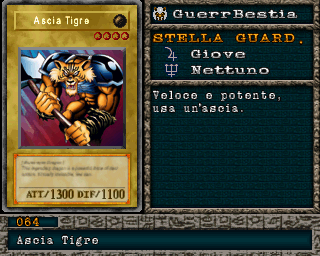 Ascia Tigre
ATT/1300 DIF/1100
GuerrBestia
STELLA GUARD.
♃ Giove
♆ Nettuno
Veloce e potente,
usa un'ascia.
064
Ascia Tigre